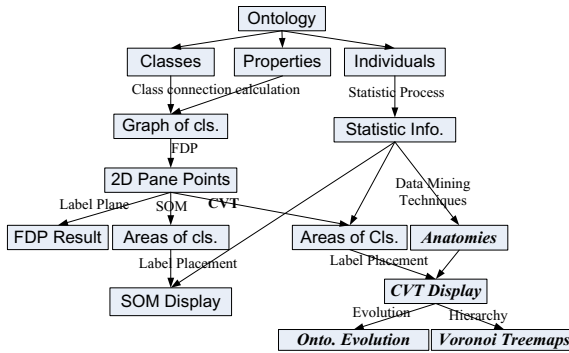 Ontology
Classes
Properties
Individuals
Class connection calculation
Statistic Process
Graph of cls.
Statistic Info.
FDP
2D Pane Points
Data Mining
Techniques
Label Plane
SOM
CVT
FDP Result
Areas of cls.
Areas of Cls.
Anatomies
Label Placement
Label Placement
SOM Display
CVT Display
Evolution
Hierarchy
Onto. Evolution
Voronoi Treemaps